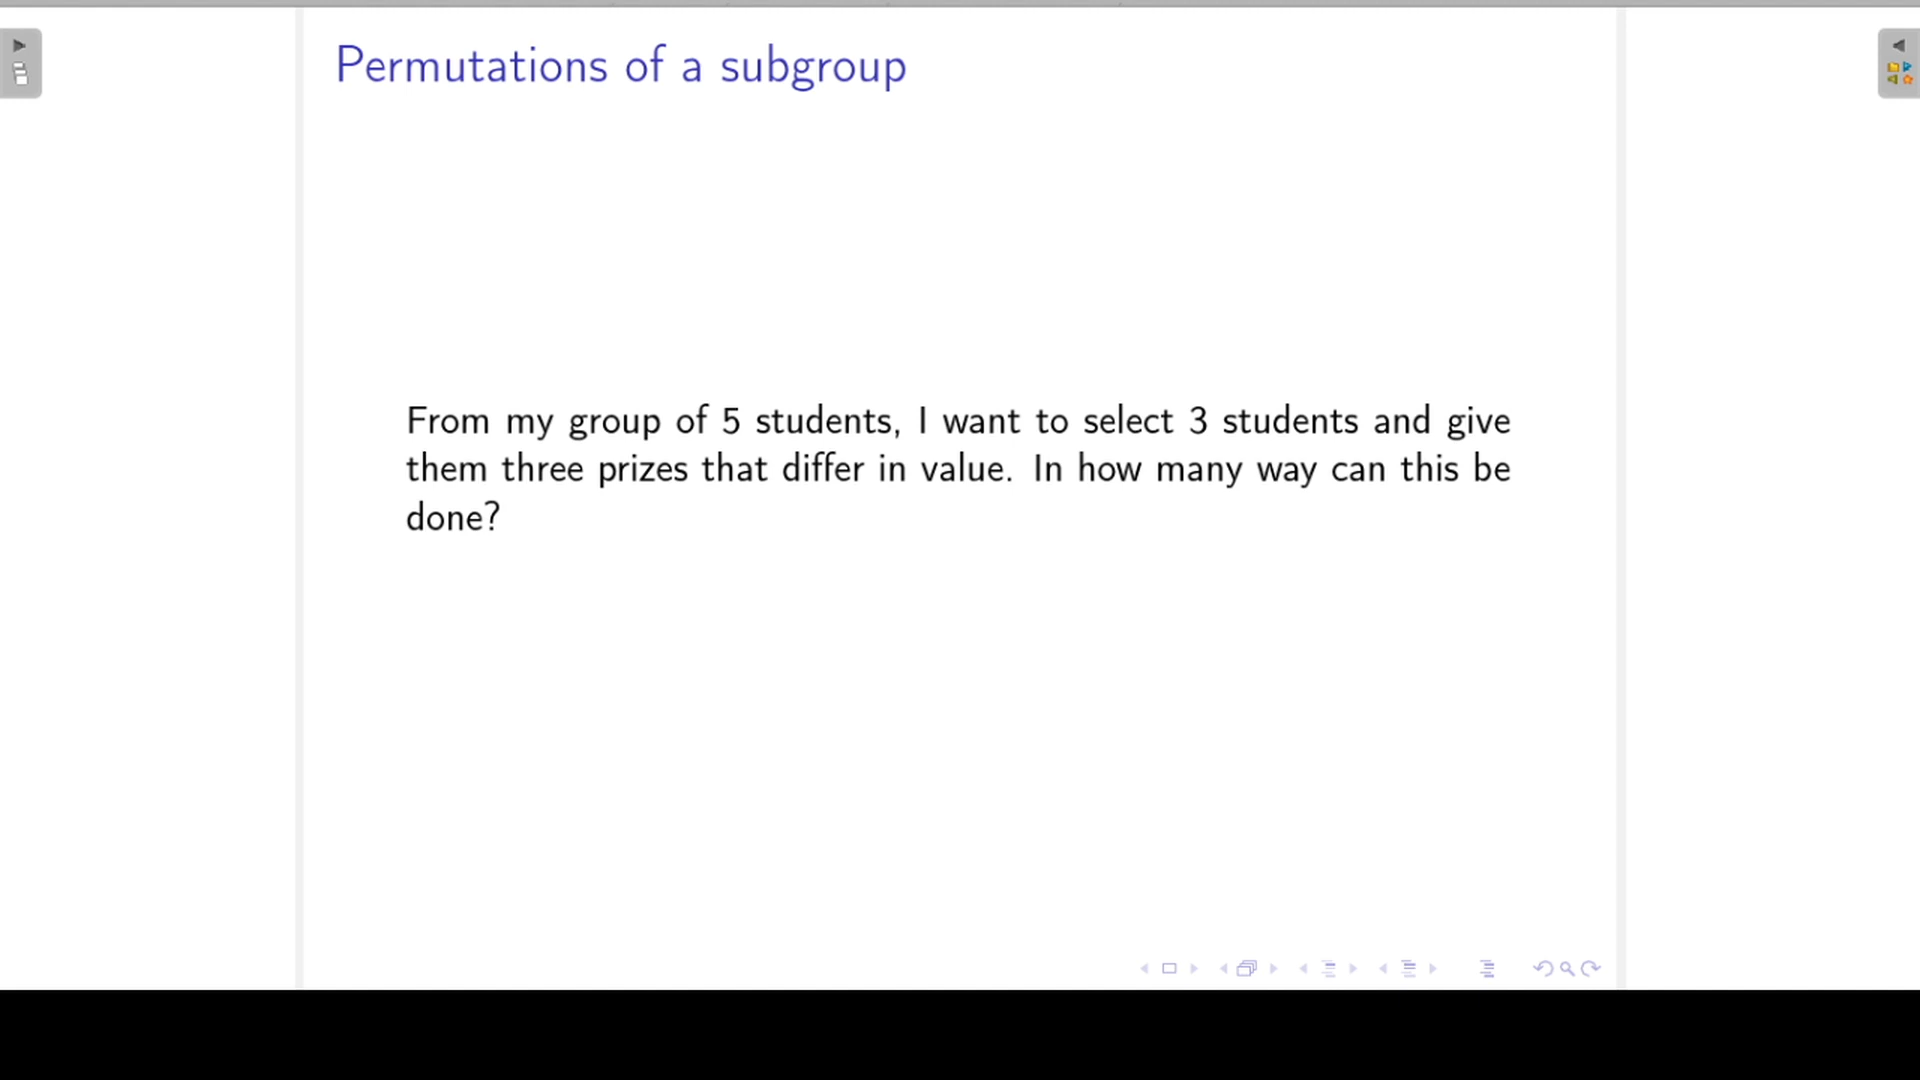 Permutations of a subgroup
From my group of 5 students, I want to select 3 students and give
them three prizes that differ in value. In how many way can this be
done?